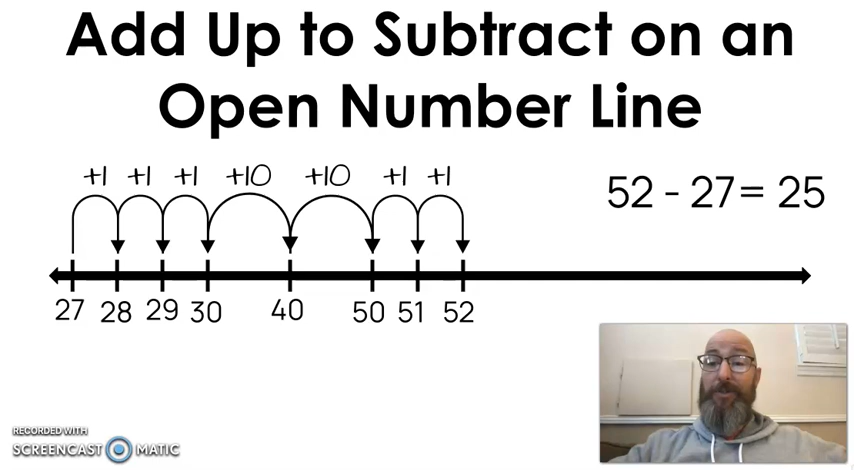 Add Up to Subtract on an
Open Number Line
+1 +1 +1 +10 +10 +1 +1
52 - 27= 25
27 28 29 30 40 50 51 52
RECORDED WITH
SCREENCAST MATIC